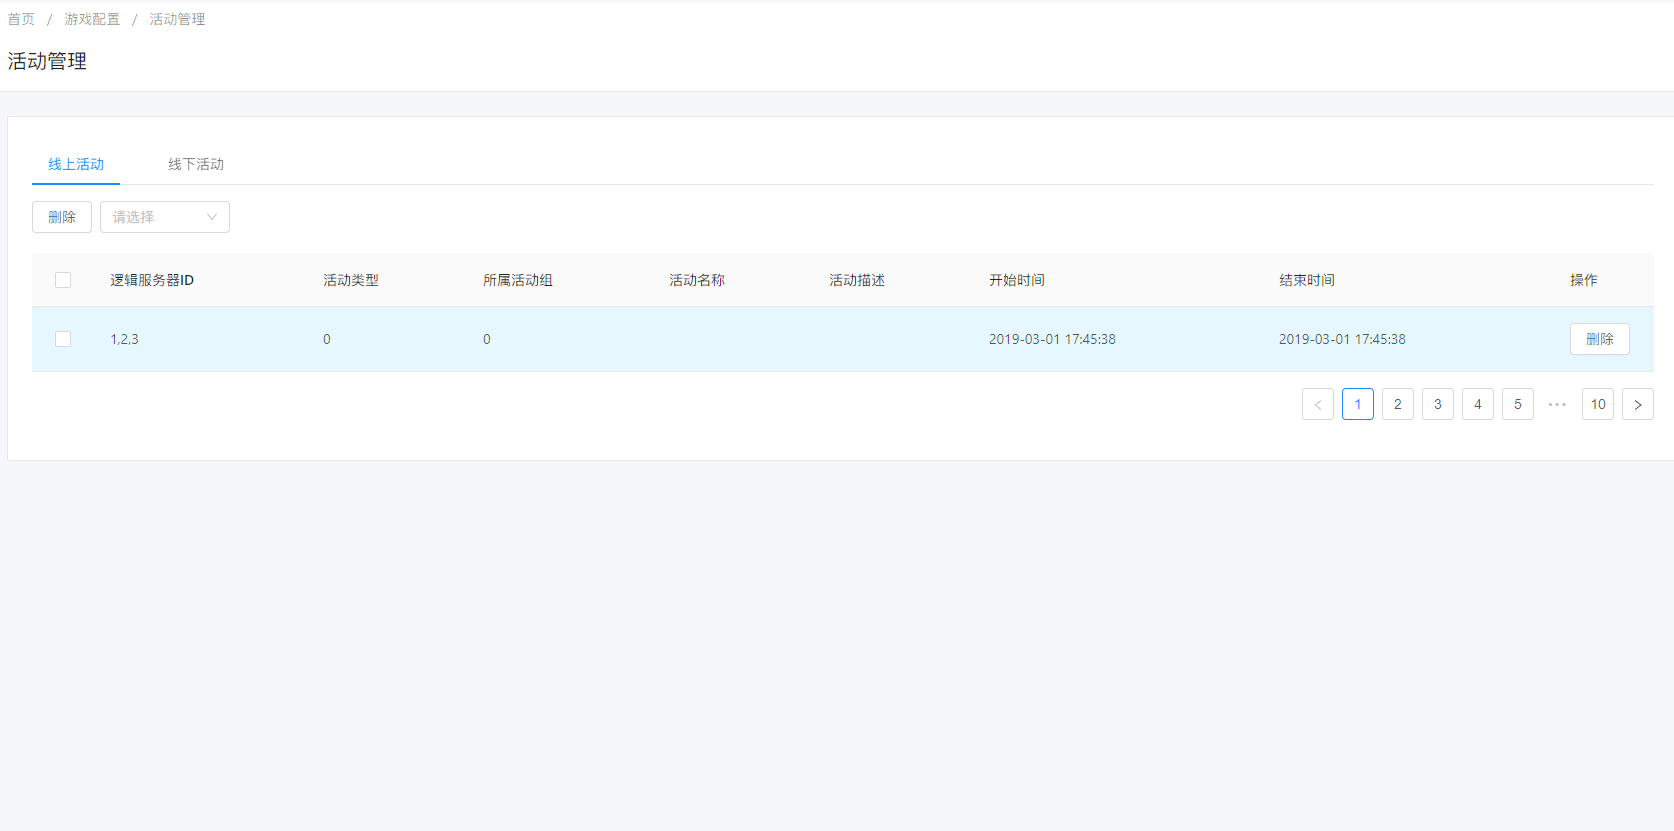 首页 / 游戏配置 / 活动管理
活动管理
线上活动 线下活动
删除 请选择
逻辑服务器ID 活动类型 所属活动组 活动名称 活动描述 开始时间 结束时间 操作
1,2,3 0 0 2019-03-01 17:45:38 2019-03-01 17:45:38 删除
< 1 2 3 4 5 ··· 10 >